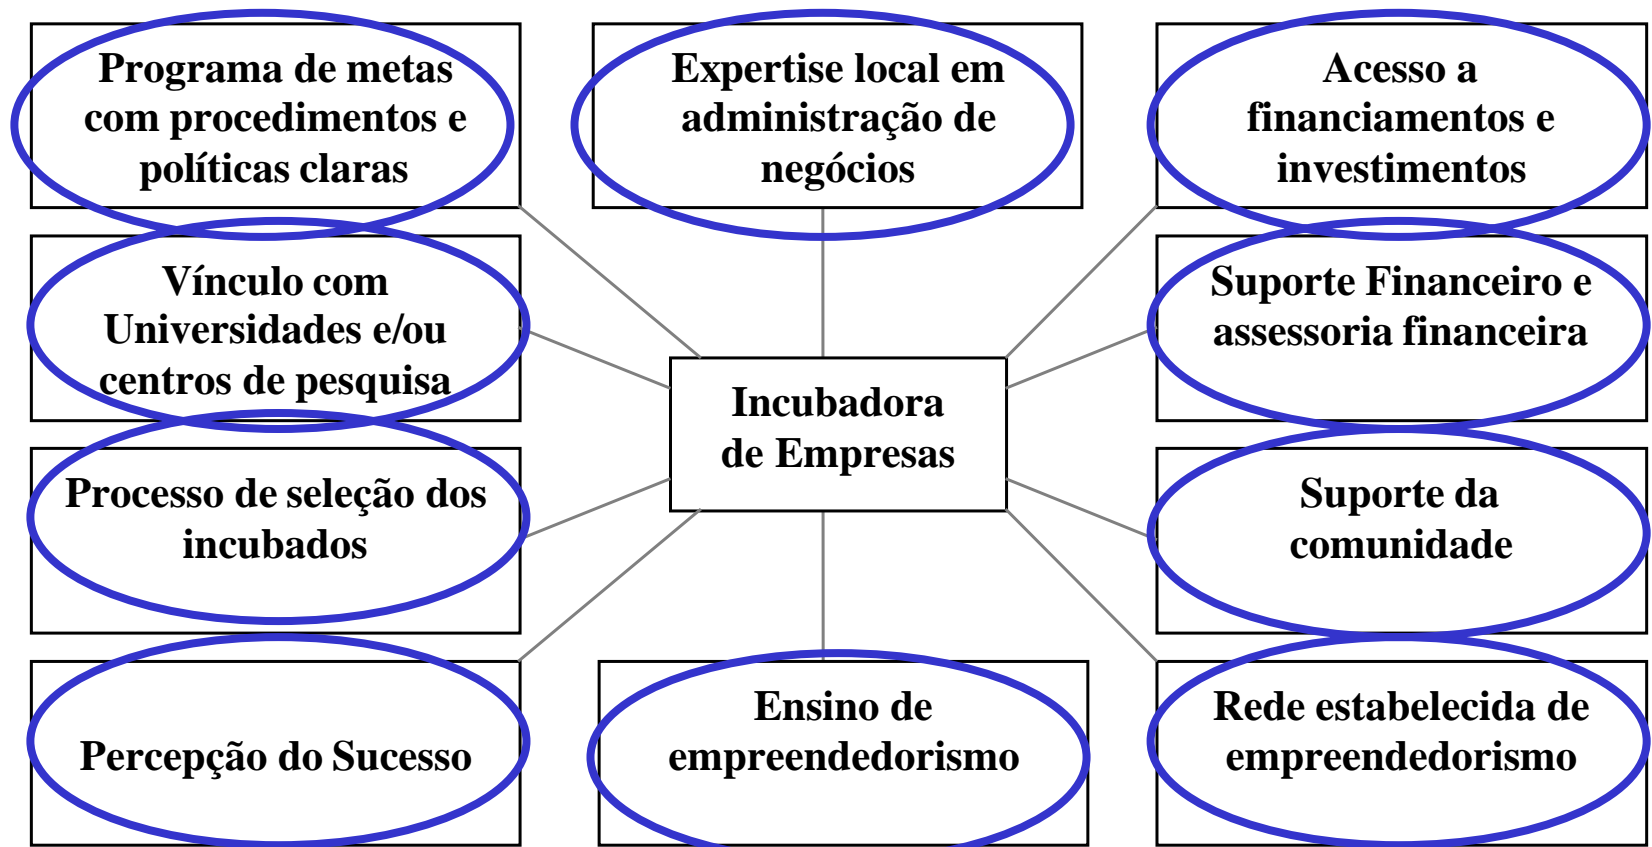 Programa de metas
com procedimentos e
políticas claras
Expertise local em
administração de
negócios
Acesso a
financiamentos e
investimentos
Vínculo com
Universidades e/ou
centros de pesquisa
Suporte Financeiro e
assessoria financeira
Incubadora
de Empresas
Processo de seleção dos
incubados
Suporte da
comunidade
Percepção do Sucesso
Ensino de
empreendedorismo
Rede estabelecida de
empreendedorismo